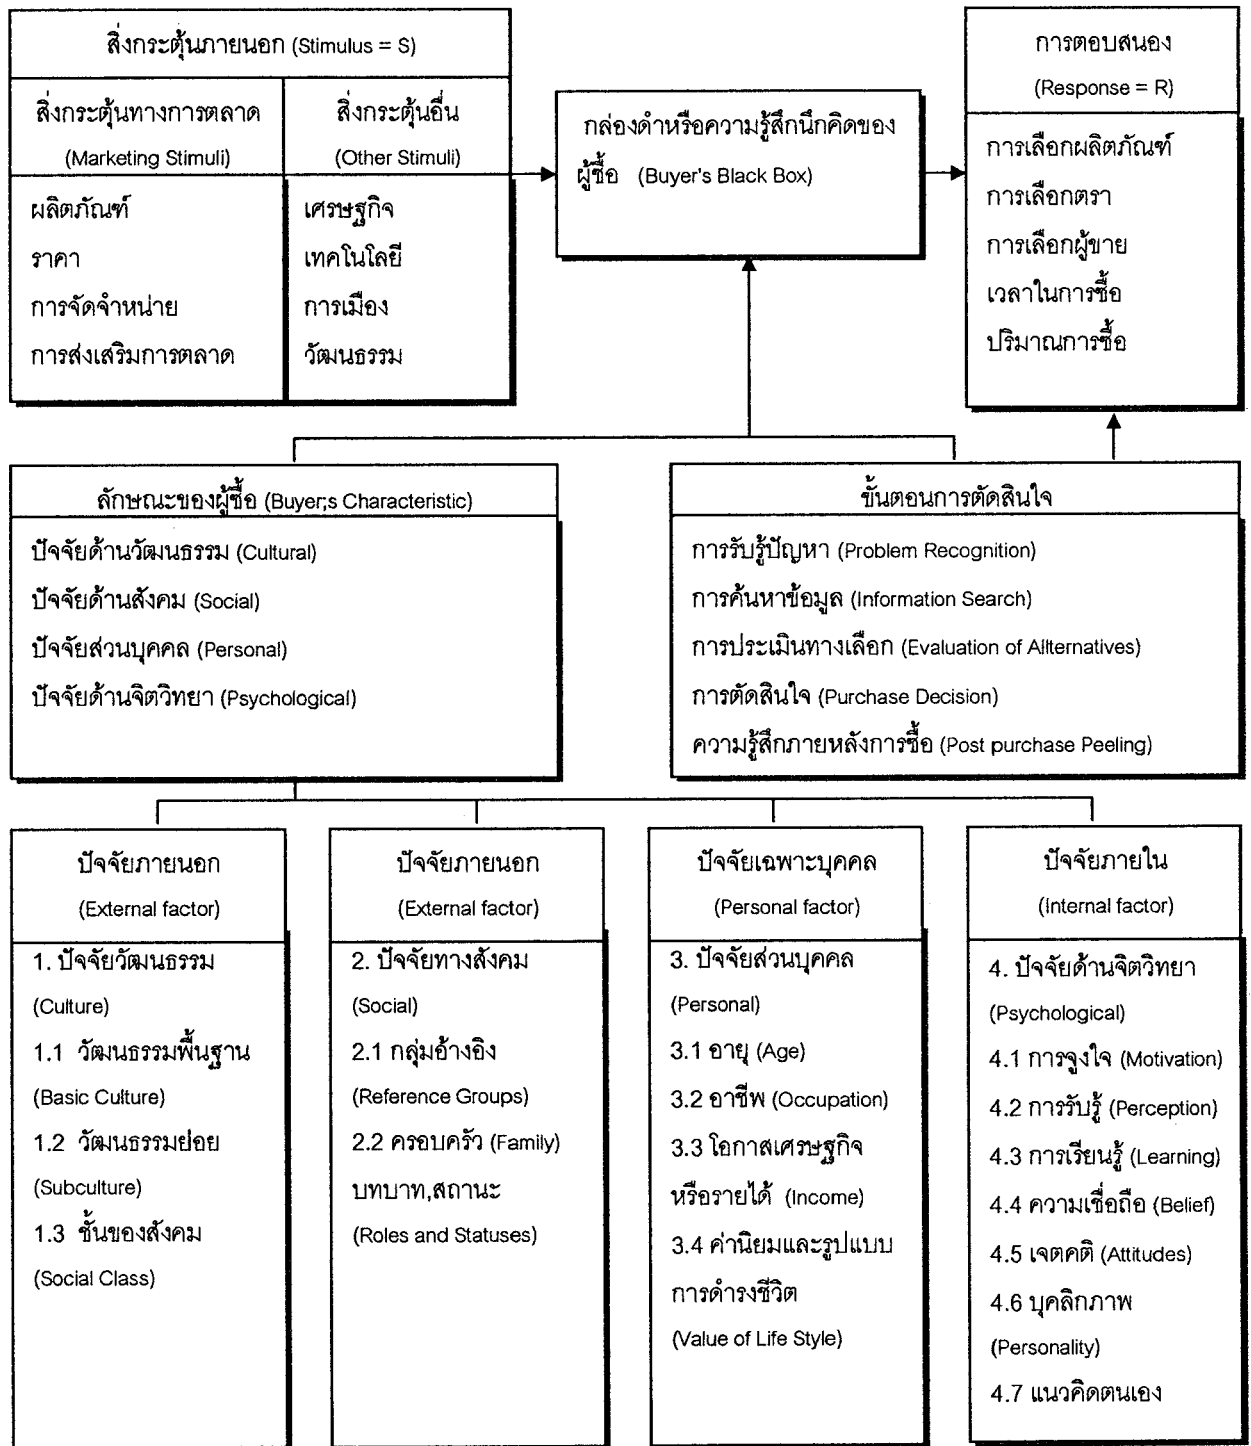 สิ่งกระตุ้นภายนอก (Stimulus = S)
สิ่งกระตุ้นทางการตลาด
(Marketing Stimuli)
ผลิตภัณฑ์
ราคา
การจัดจำหน่าย
การส่งเสริมการตลาด
สิ่งกระตุ้นอื่น
(Other Stimuli)
เศรษฐกิจ
เทคโนโลยี
การเมือง
วัฒนธรรม
กล่องดำหรือความรู้สึกนึกคิดของ
ผู้ซื้อ (Buyer's Black Box)
การตอบสนอง
(Response = R)
การเลือกผลิตภัณฑ์
การเลือกตรา
การเลือกผู้ขาย
เวลาในการซื้อ
ปริมาณการซื้อ
ลักษณะของผู้ซื้อ (Buyer;s Characteristic)
ปัจจัยด้านวัฒนธรรม (Cultural)
ปัจจัยด้านสังคม (Social)
ปัจจัยส่วนบุคคล (Personal)
ปัจจัยด้านจิตวิทยา (Psychological)
ขั้นตอนการตัดสินใจ
การรับรู้ปัญหา (Problem Recognition)
การค้นหาข้อมูล (Information Search)
การประเมินทางเลือก (Evaluation of Allternatives)
การตัดสินใจ (Purchase Decision)
ความรู้สึกภายหลังการซื้อ (Post purchase Peeling)
ปัจจัยภายนอก
(External factor)
1. ปัจจัยวัฒนธรรม
(Culture)
1.1 วัฒนธรรมพื้นฐาน
(Basic Culture)
1.2 วัฒนธรรมย่อย
(Subculture)
1.3 ชั้นของสังคม
(Social Class)
ปัจจัยภายนอก
(External factor)
2. ปัจจัยทางสังคม
(Social)
2.1 กลุ่มอ้างอิง
(Reference Groups)
2.2 ครอบครัว (Family)
บทบาท,สถานะ
(Roles and Statuses)
ปัจจัยเฉพาะบุคคล
(Personal factor)
3. ปัจจัยส่วนบุคคล
(Personal)
3.1 อายุ (Age)
3.2 อาชีพ (Occupation)
3.3 โอกาสเศรษฐกิจ
หรือรายได้ (Income)
3.4 ค่านิยมและรูปแบบ
การดำรงชีวิต
(Value of Life Style)
ปัจจัยภายใน
(Internal factor)
4. ปัจจัยด้านจิตวิทยา
(Psychological)
4.1 การจูงใจ (Motivation)
4.2 การรับรู้ (Perception)
4.3 การเรียนรู้ (Learning)
4.4 ความเชื่อถือ (Belief)
4.5 เจตคติ (Attitudes)
4.6 บุคลิกภาพ
(Personality)
4.7 แนวคิดตนเอง